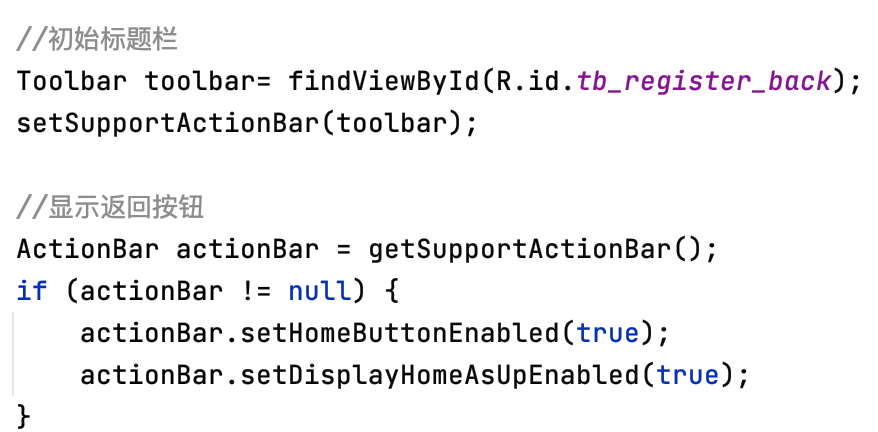 //初始标题栏
Toolbar toolbar= findViewById(R.id.tb_register_back);
setSupportActionBar(toolbar);
//显示返回按钮
ActionBar actionBar = getSupportActionBar();
if (actionBar != null) {
    actionBar.setHomeButtonEnabled(true);
    actionBar.setDisplayHomeAsUpEnabled(true);
}